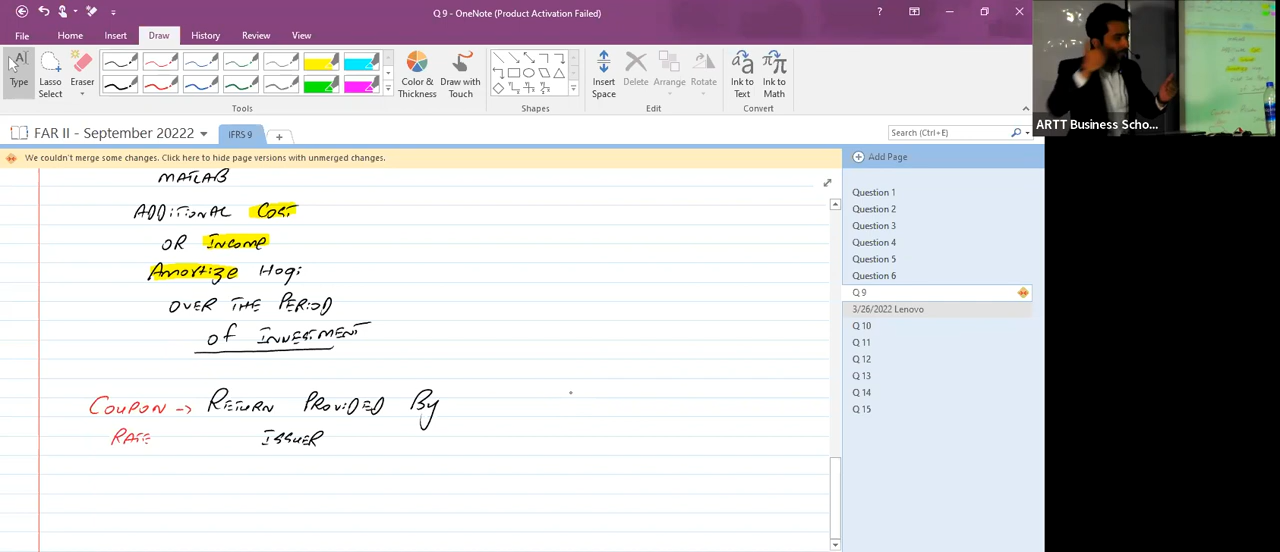 Q 9 - OneNote (Product Activation Failed)
File Home Insert Draw History Review View
Type
Lasso Select
Eraser
Tools
Color & Thickness
Draw with Touch
Shapes
Insert Space
Delete
Arrange
Rotate
Edit
Ink to Text
Ink to Math
Convert
ARTT Business Scho...
FAR II - September 20222
IFRS 9
Search (Ctrl+E)
We couldn't merge some changes. Click here to hide page versions with unmerged changes.
MATLAB
ADDITIONAL COST
OR INCOME
Amortize Hogi
OVER THE PERIOD
of INVESTMENT
COUPON → RETURN PROVIDED By
RATE ISSUER
Add Page
Question 1
Question 2
Question 3
Question 4
Question 5
Question 6
Q 9
3/26/2022 Lenovo
Q 10
Q 11
Q 12
Q 13
Q 14
Q 15